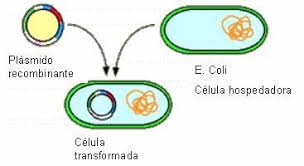 Plásmido
recombinante
E. Coli
Célula hospedadora
Célula
transformada